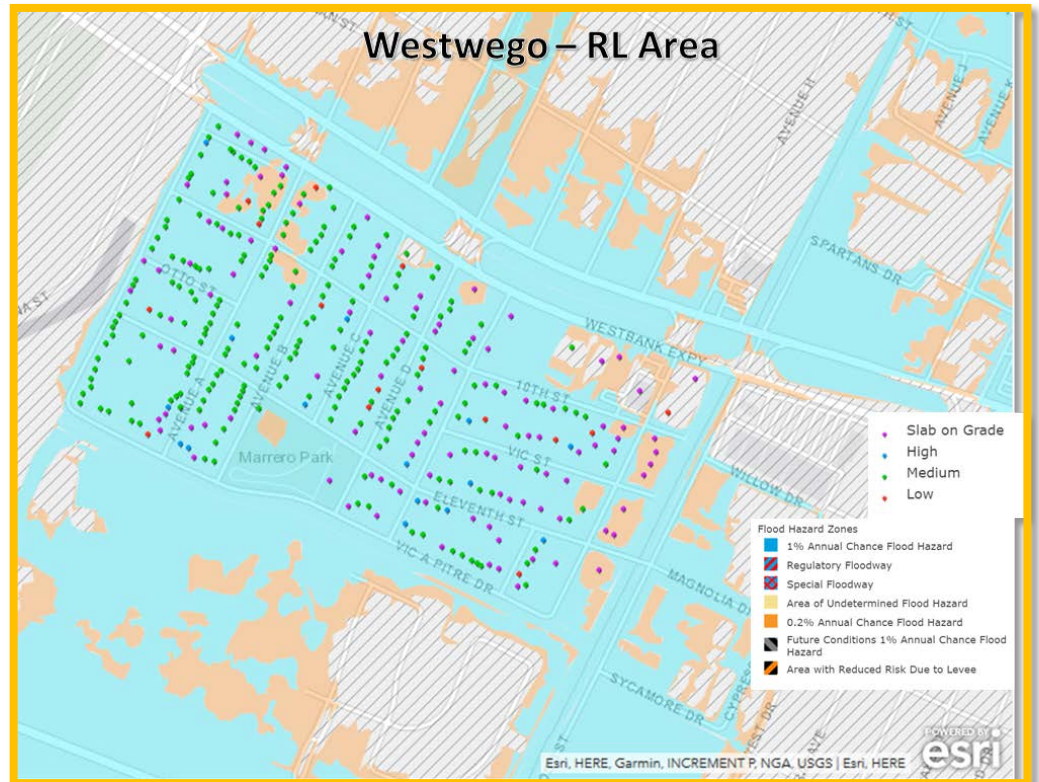 Westwego – RL Area
AVENUE H
AVENUE J
AVENUE K
SPARTANS DR
OTTO ST
WESTBANK EXPY
AVENUE C
AVENUE B
AVENUE D
AVENUE A
10TH ST
VIC ST
Marrero Park
ELEVENTH ST
WILLOW DR
VIC A PITRE DR
MAGNOLIA D
SYCAMORE DR
CYPRESS
Slab on Grade
High
Medium
Low
Flood Hazard Zones
1% Annual Chance Flood Hazard
Regulatory Floodway
Special Floodway
Area of Undetermined Flood Hazard
0.2% Annual Chance Flood Hazard
Future Conditions 1% Annual Chance Flood
Hazard
Area with Reduced Risk Due to Levee
POWERED BY
esri
Esri, HERE, Garmin, INCREMENT P, NGA, USGS | Esri, HERE